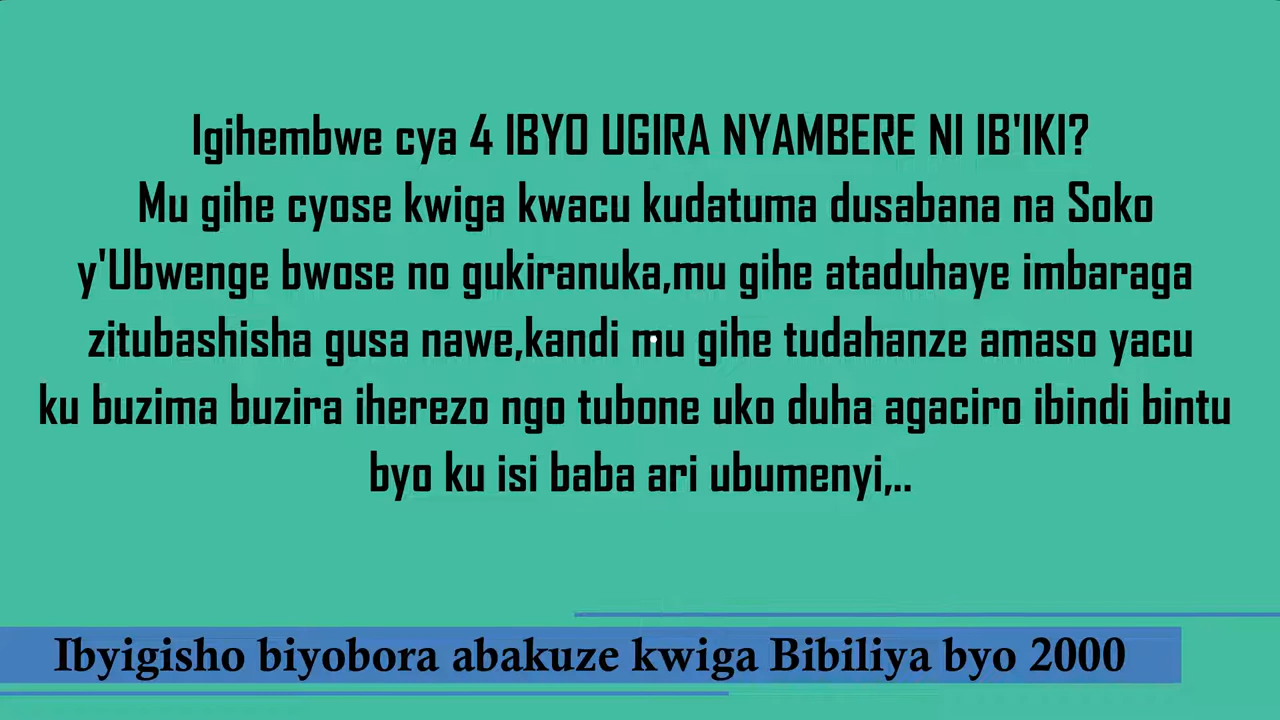 Igihembwe cya 4 IBYO UGIRA NYAMBERE NI IB'IKI?
Mu gihe cyose kwiga kwacu kudatuma dusabana na Soko
y'Ubwenge bwose no gukiranuka,mu gihe ataduhaye imbaraga
zitubashisha gusa nawe,kandi mu gihe tudahanze amaso yacu
ku buzima buzira iherezo ngo tubone uko duha agaciro ibindi bintu
byo ku isi baba ari ubumenyi,..
Ibyigisho biyobora abakuze kwiga Bibiliya byo 2000